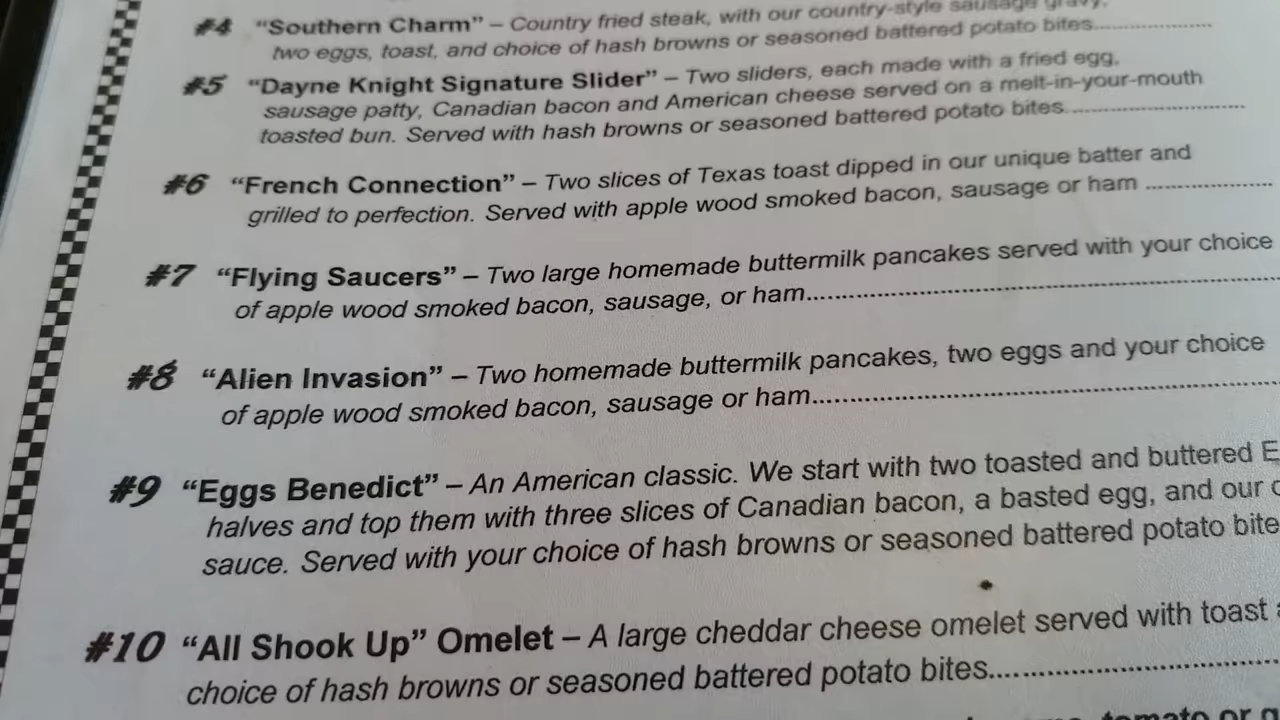 #4 “Southern Charm” – Country fried steak, with our country-style sausage gravy,
two eggs, toast, and choice of hash browns or seasoned battered potato bites..................
#5 “Dayne Knight Signature Slider” – Two sliders, each made with a fried egg,
sausage patty, Canadian bacon and American cheese served on a melt-in-your-mouth
toasted bun. Served with hash browns or seasoned battered potato bites...........................
#6 “French Connection” – Two slices of Texas toast dipped in our unique batter and
grilled to perfection. Served with apple wood smoked bacon, sausage or ham ...................
#7 “Flying Saucers” – Two large homemade buttermilk pancakes served with your choice
of apple wood smoked bacon, sausage, or ham....................................................................
#8 “Alien Invasion” – Two homemade buttermilk pancakes, two eggs and your choice
of apple wood smoked bacon, sausage or ham....................................................................
#9 “Eggs Benedict” – An American classic. We start with two toasted and buttered E
halves and top them with three slices of Canadian bacon, a basted egg, and our
sauce. Served with your choice of hash browns or seasoned battered potato bite
#10 “All Shook Up” Omelet – A large cheddar cheese omelet served with toast
choice of hash browns or seasoned battered potato bites........................................
tomato or